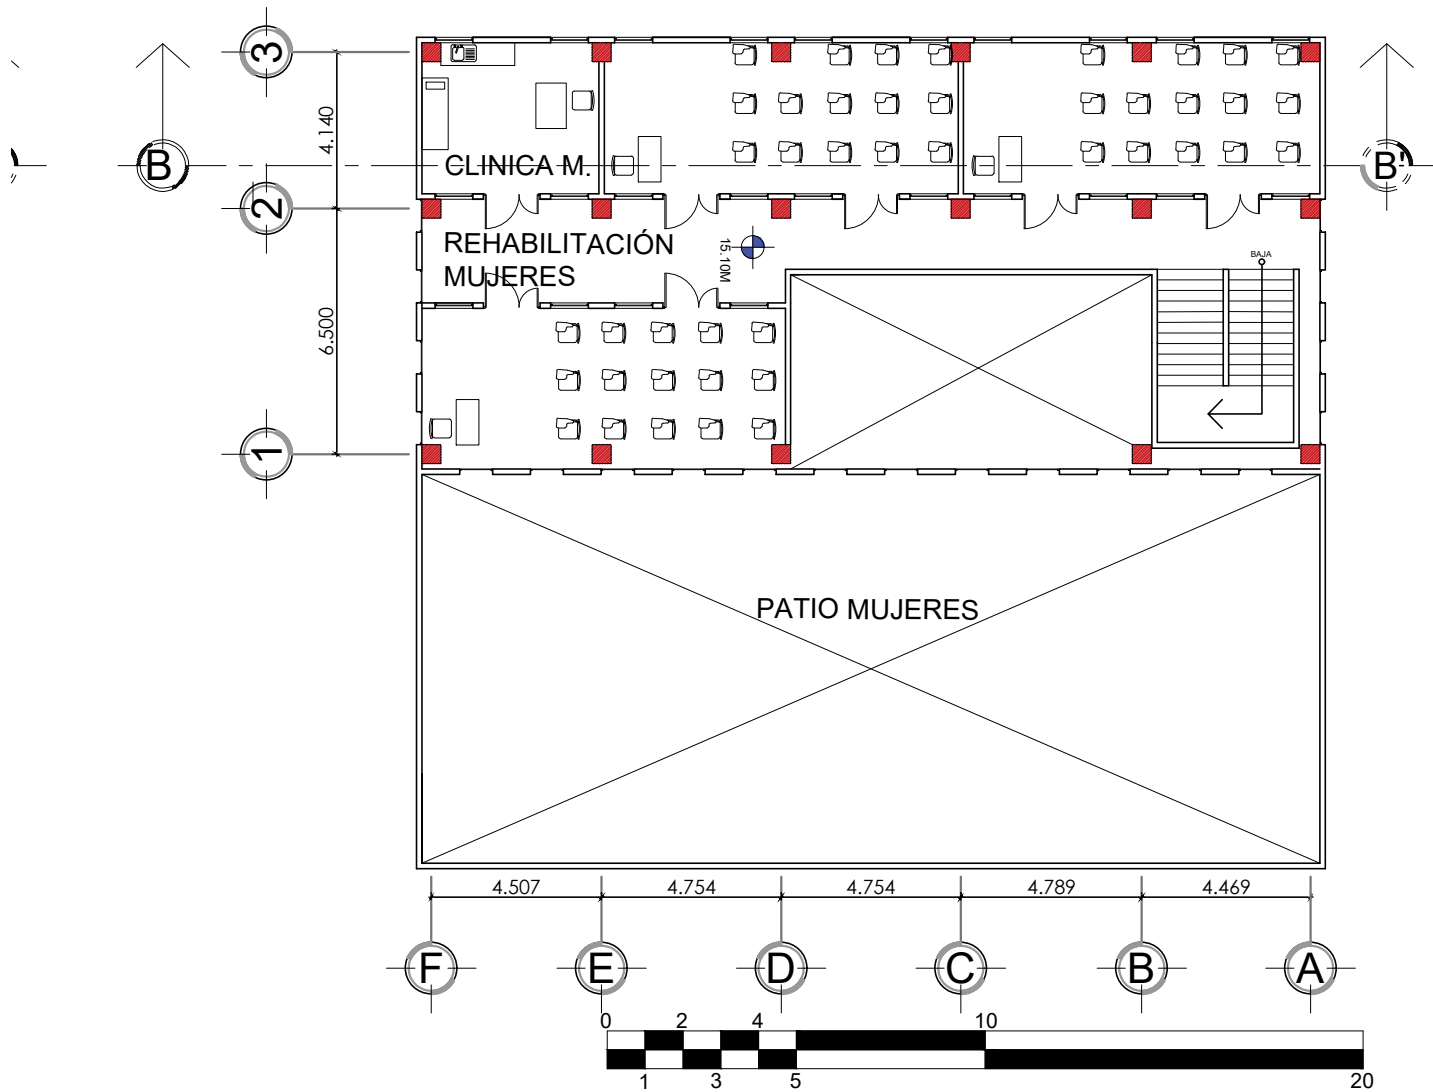 3
B
4.140
CLINICA M.
B'
2
REHABILITACIÓN
MUJERES
15.10M
BAJA
6.500
1
PATIO MUJERES
4.507
4.754
4.754
4.789
4.469
F
E
D
C
B
A
0
2
4
10
1
3
5
20